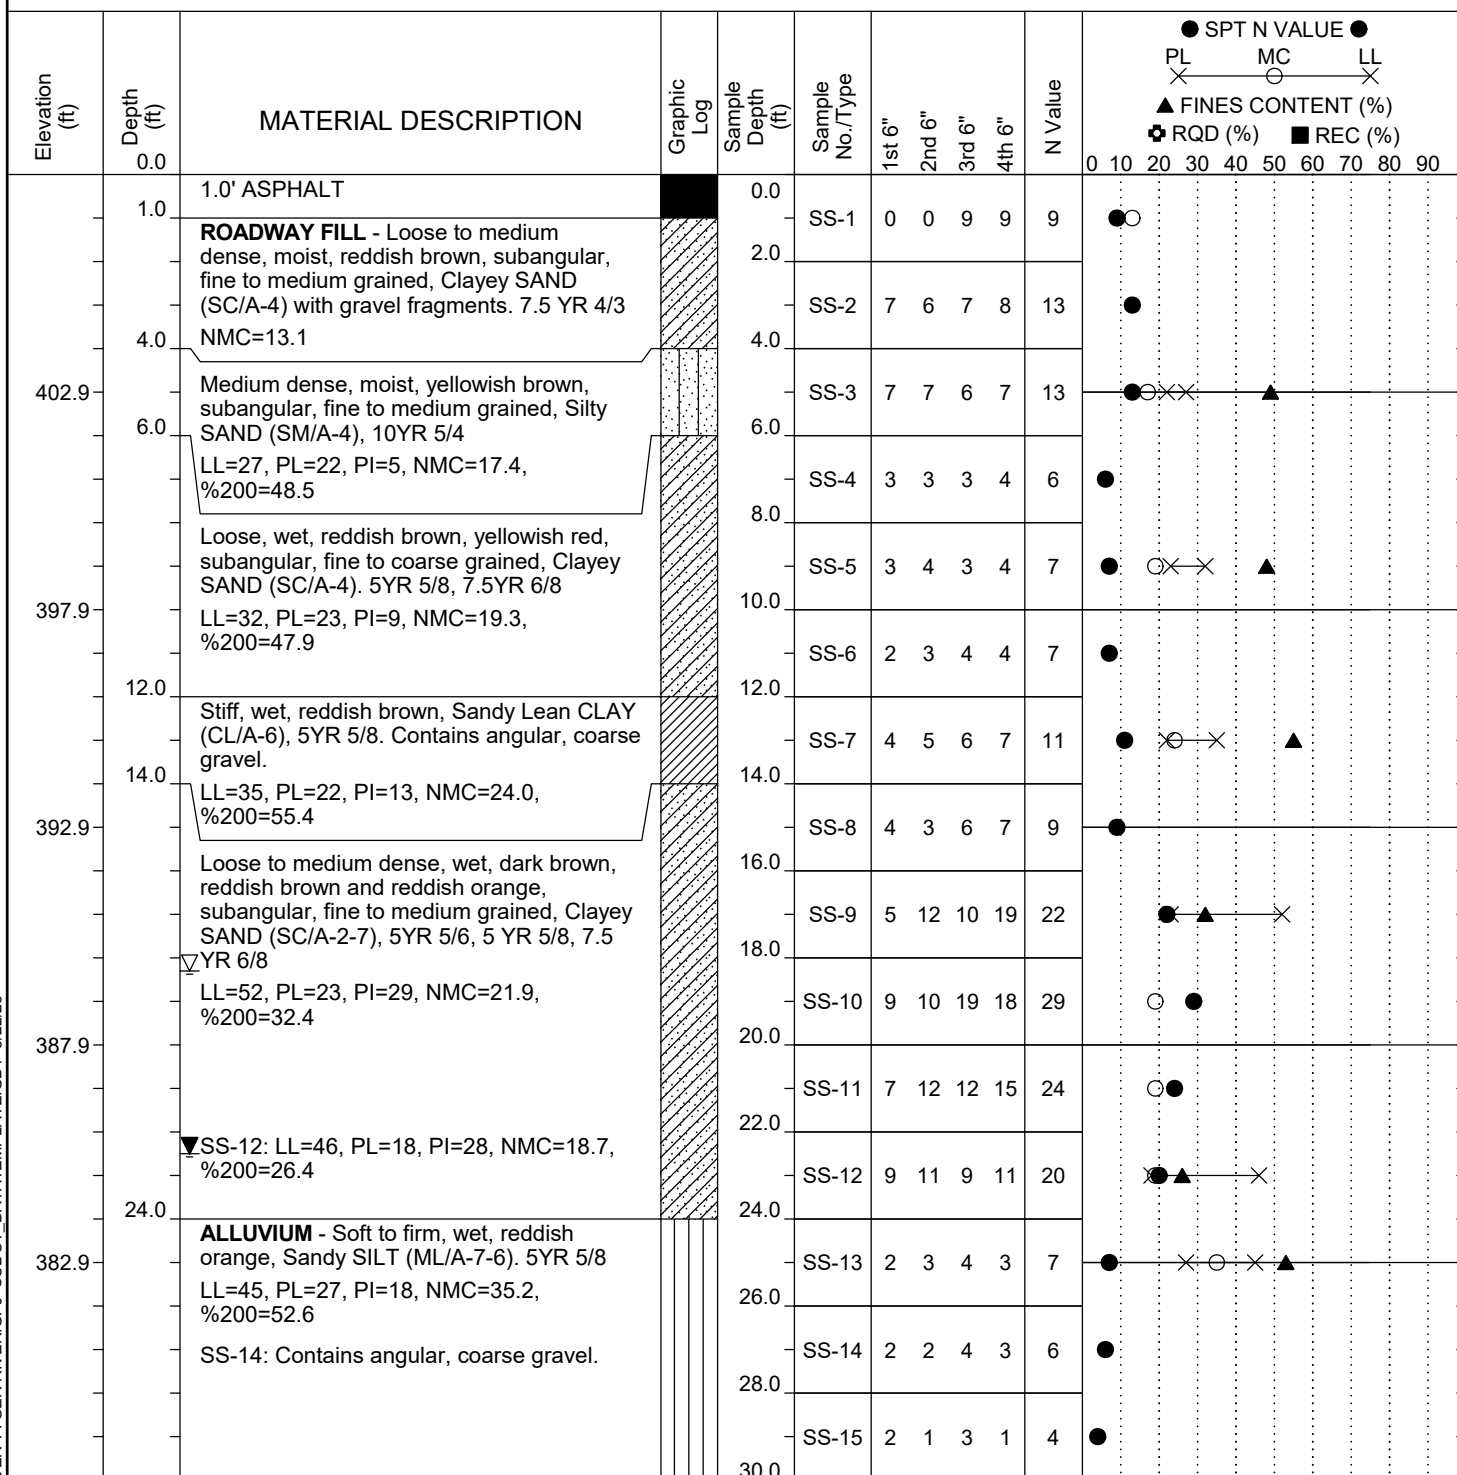 ● SPT N VALUE ●
PL MC LL
▲ FINES CONTENT (%)
RQD (%) ■ REC (%)
Elevation (ft)
Depth (ft)
MATERIAL DESCRIPTION
Graphic Log
Sample Depth (ft)
Sample No./Type
1st 6"
2nd 6"
3rd 6"
4th 6"
N Value
0.0
0 10 20 30 40 50 60 70 80 90
1.0' ASPHALT
0.0
1.0
SS-1 0 0 9 9 9
ROADWAY FILL - Loose to medium
dense, moist, reddish brown, subangular,
2.0
fine to medium grained, Clayey SAND
(SC/A-4) with gravel fragments. 7.5 YR 4/3
SS-2 7 6 7 8 13
NMC=13.1
4.0
4.0
Medium dense, moist, yellowish brown,
402.9
subangular, fine to medium grained, Silty
SS-3 7 7 6 7 13
SAND (SM/A-4), 10YR 5/4
6.0
6.0
LL=27, PL=22, PI=5, NMC=17.4,
%200=48.5
SS-4 3 3 3 4 6
8.0
Loose, wet, reddish brown, yellowish red,
subangular, fine to coarse grained, Clayey
SS-5 3 4 3 4 7
SAND (SC/A-4). 5YR 5/8, 7.5YR 6/8
397.9
10.0
LL=32, PL=23, PI=9, NMC=19.3,
%200=47.9
SS-6 2 3 4 4 7
12.0
12.0
Stiff, wet, reddish brown, Sandy Lean CLAY
(CL/A-6), 5YR 5/8. Contains angular, coarse
SS-7 4 5 6 7 11
gravel.
14.0
14.0
LL=35, PL=22, PI=13, NMC=24.0,
%200=55.4
392.9
SS-8 4 3 6 7 9
Loose to medium dense, wet, dark brown,
16.0
reddish brown and reddish orange,
subangular, fine to medium grained, Clayey
SS-9 5 12 10 19 22
SAND (SC/A-2-7), 5YR 5/6, 5 YR 5/8, 7.5
YR 6/8
18.0
LL=52, PL=23, PI=29, NMC=21.9,
SS-10 9 10 19 18 29
%200=32.4
387.9
20.0
SS-11 7 12 12 15 24
22.0
SS-12: LL=46, PL=18, PI=28, NMC=18.7,
%200=26.4
SS-12 9 11 9 11 20
24.0
24.0
ALLUVIUM - Soft to firm, wet, reddish
orange, Sandy SILT (ML/A-7-6). 5YR 5/8
382.9
SS-13 2 3 4 3 7
LL=45, PL=27, PI=18, NMC=35.2,
26.0
%200=52.6
SS-14: Contains angular, coarse gravel.
SS-14 2 2 4 3 6
28.0
SS-15 2 1 3 1 4
30.0